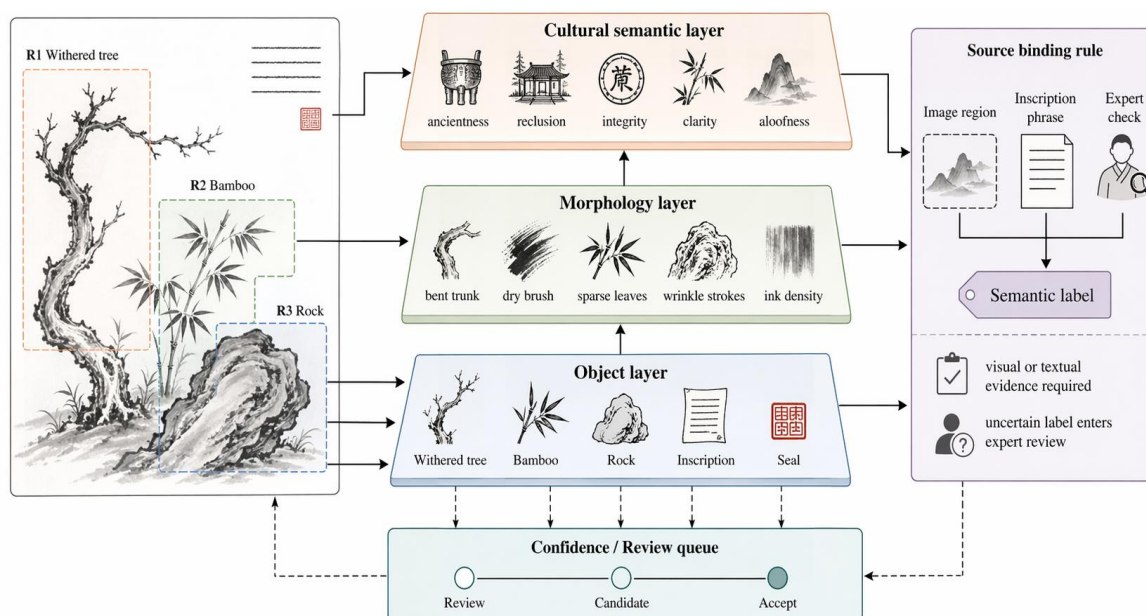 R1 Withered tree
R2 Bamboo
R3 Rock
Cultural semantic layer
ancientness
reclusion
integrity
clarity
aloofness
Morphology layer
bent trunk
dry brush
sparse leaves
wrinkle strokes
ink density
Object layer
Withered tree
Bamboo
Rock
Inscription
Seal
Confidence / Review queue
Review
Candidate
Accept
Source binding rule
Image region
Inscription
phrase
Expert
check
Semantic label
visual or textual
evidence required
uncertain label enters
expert review